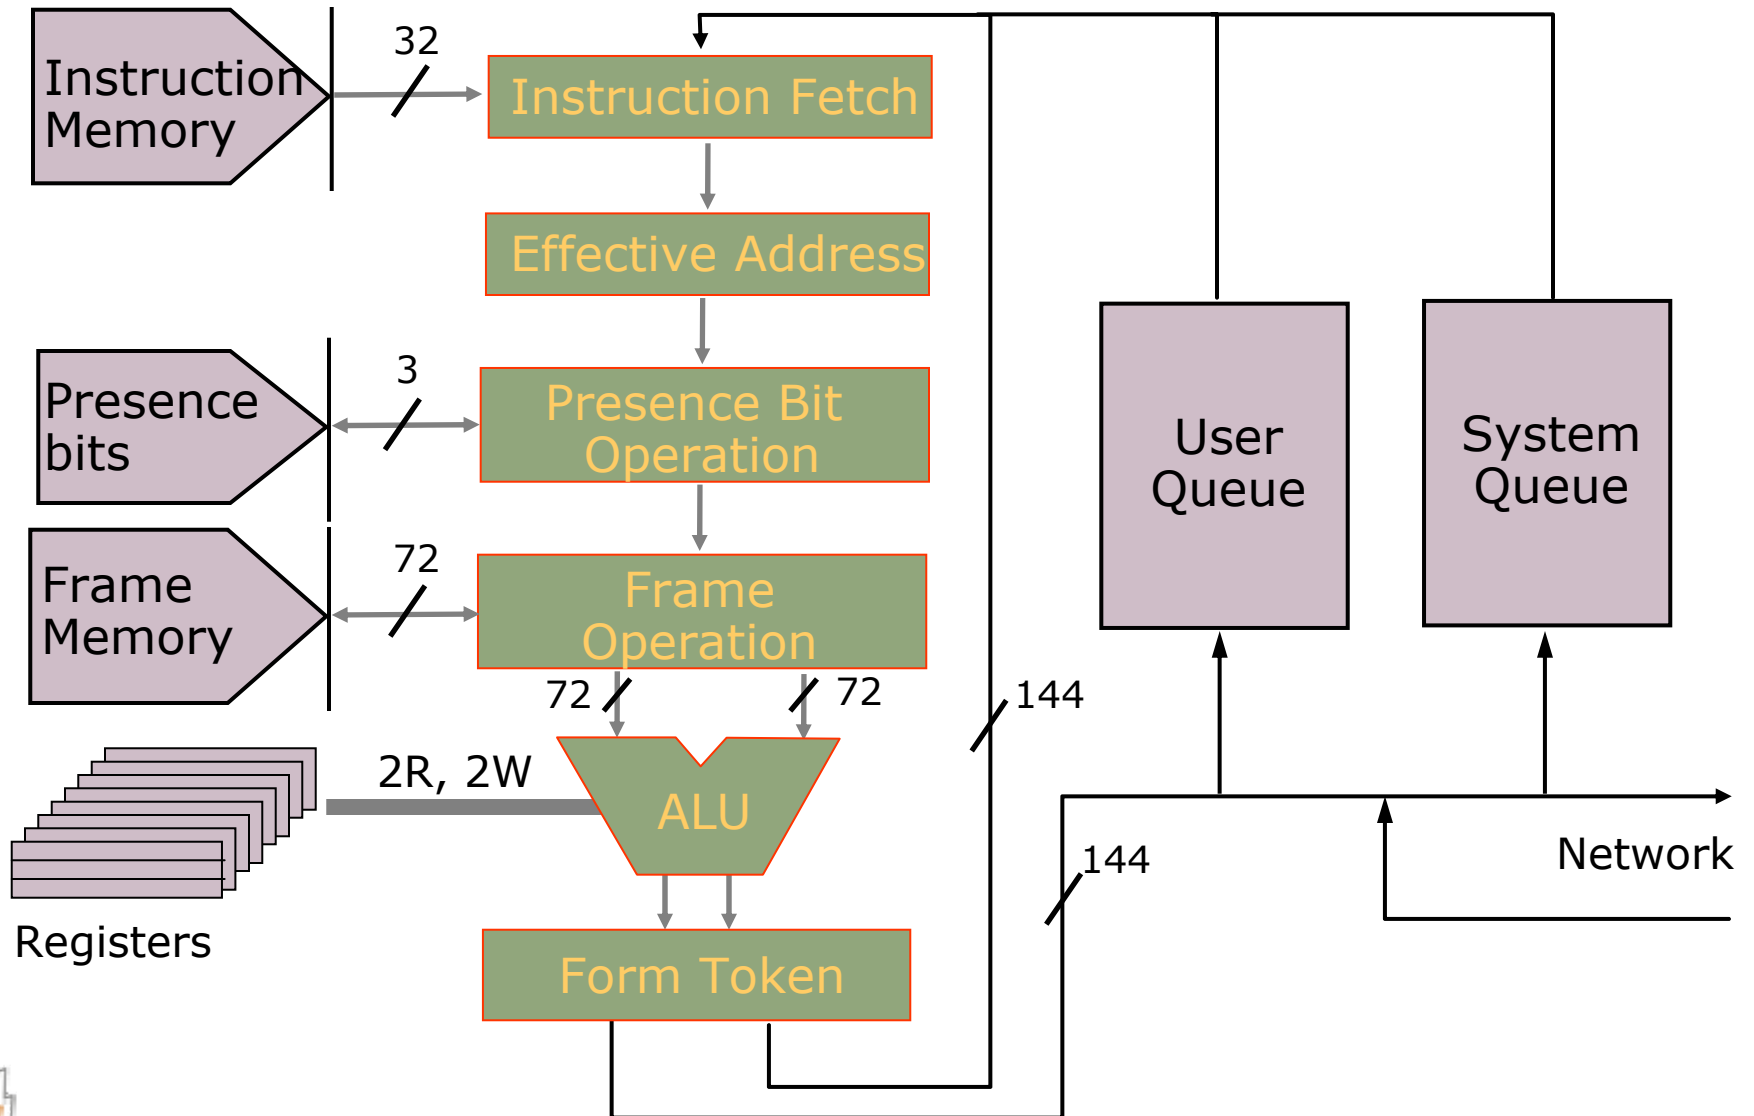 32
Instruction
Memory
Instruction Fetch
Effective Address
3
Presence
bits
Presence Bit
Operation
User
Queue
System
Queue
72
Frame
Memory
Frame
Operation
72
72
144
2R, 2W
ALU
144
Network
Registers
Form Token